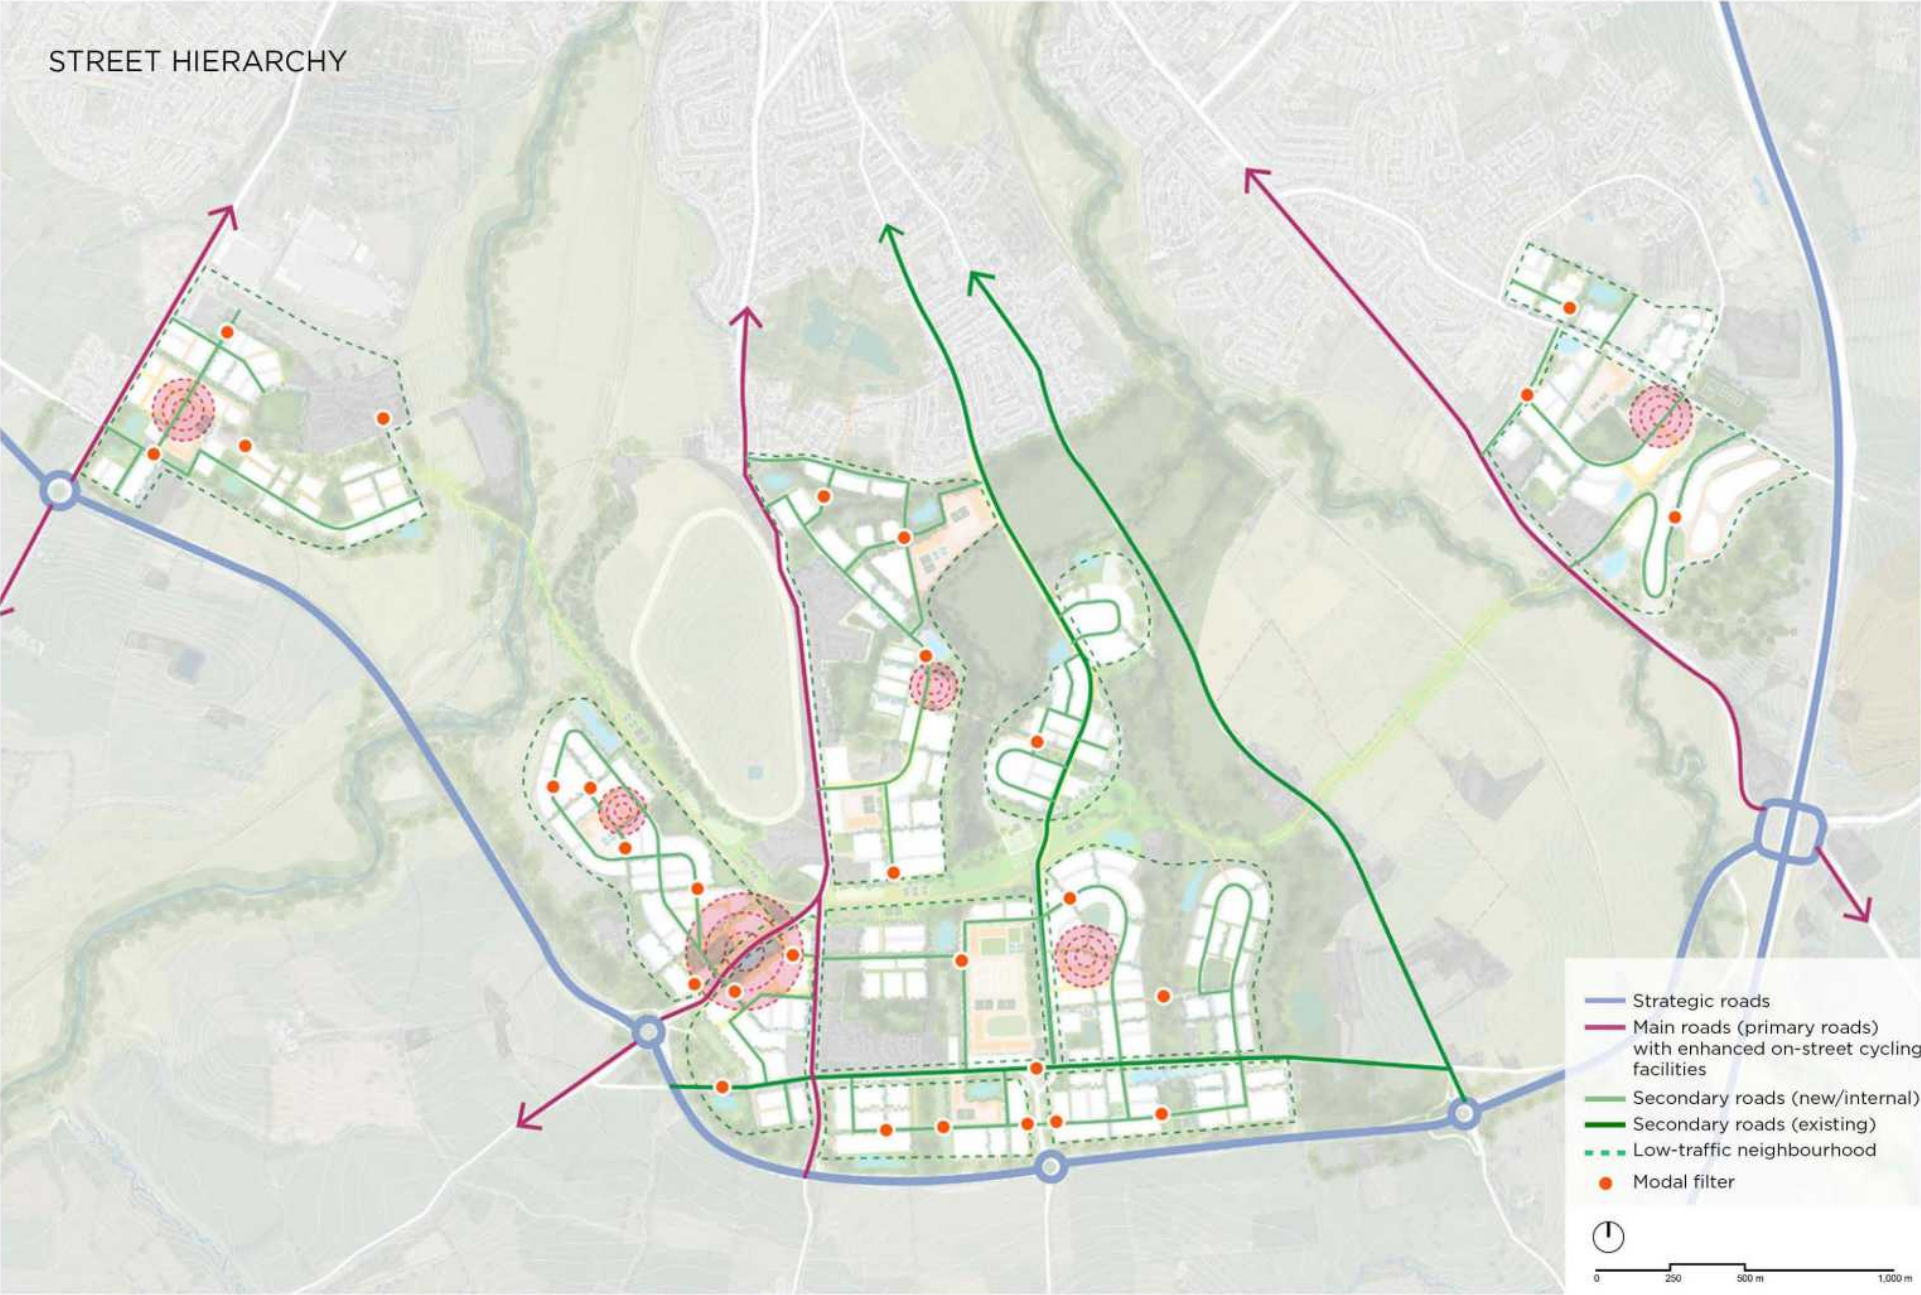 STREET HIERARCHY
Strategic roads
Main roads (primary roads)
with enhanced on-street cycling
facilities
Secondary roads (new/internal)
Secondary roads (existing)
Low-traffic neighbourhood
Modal filter
0 250 500 m 1,000 m